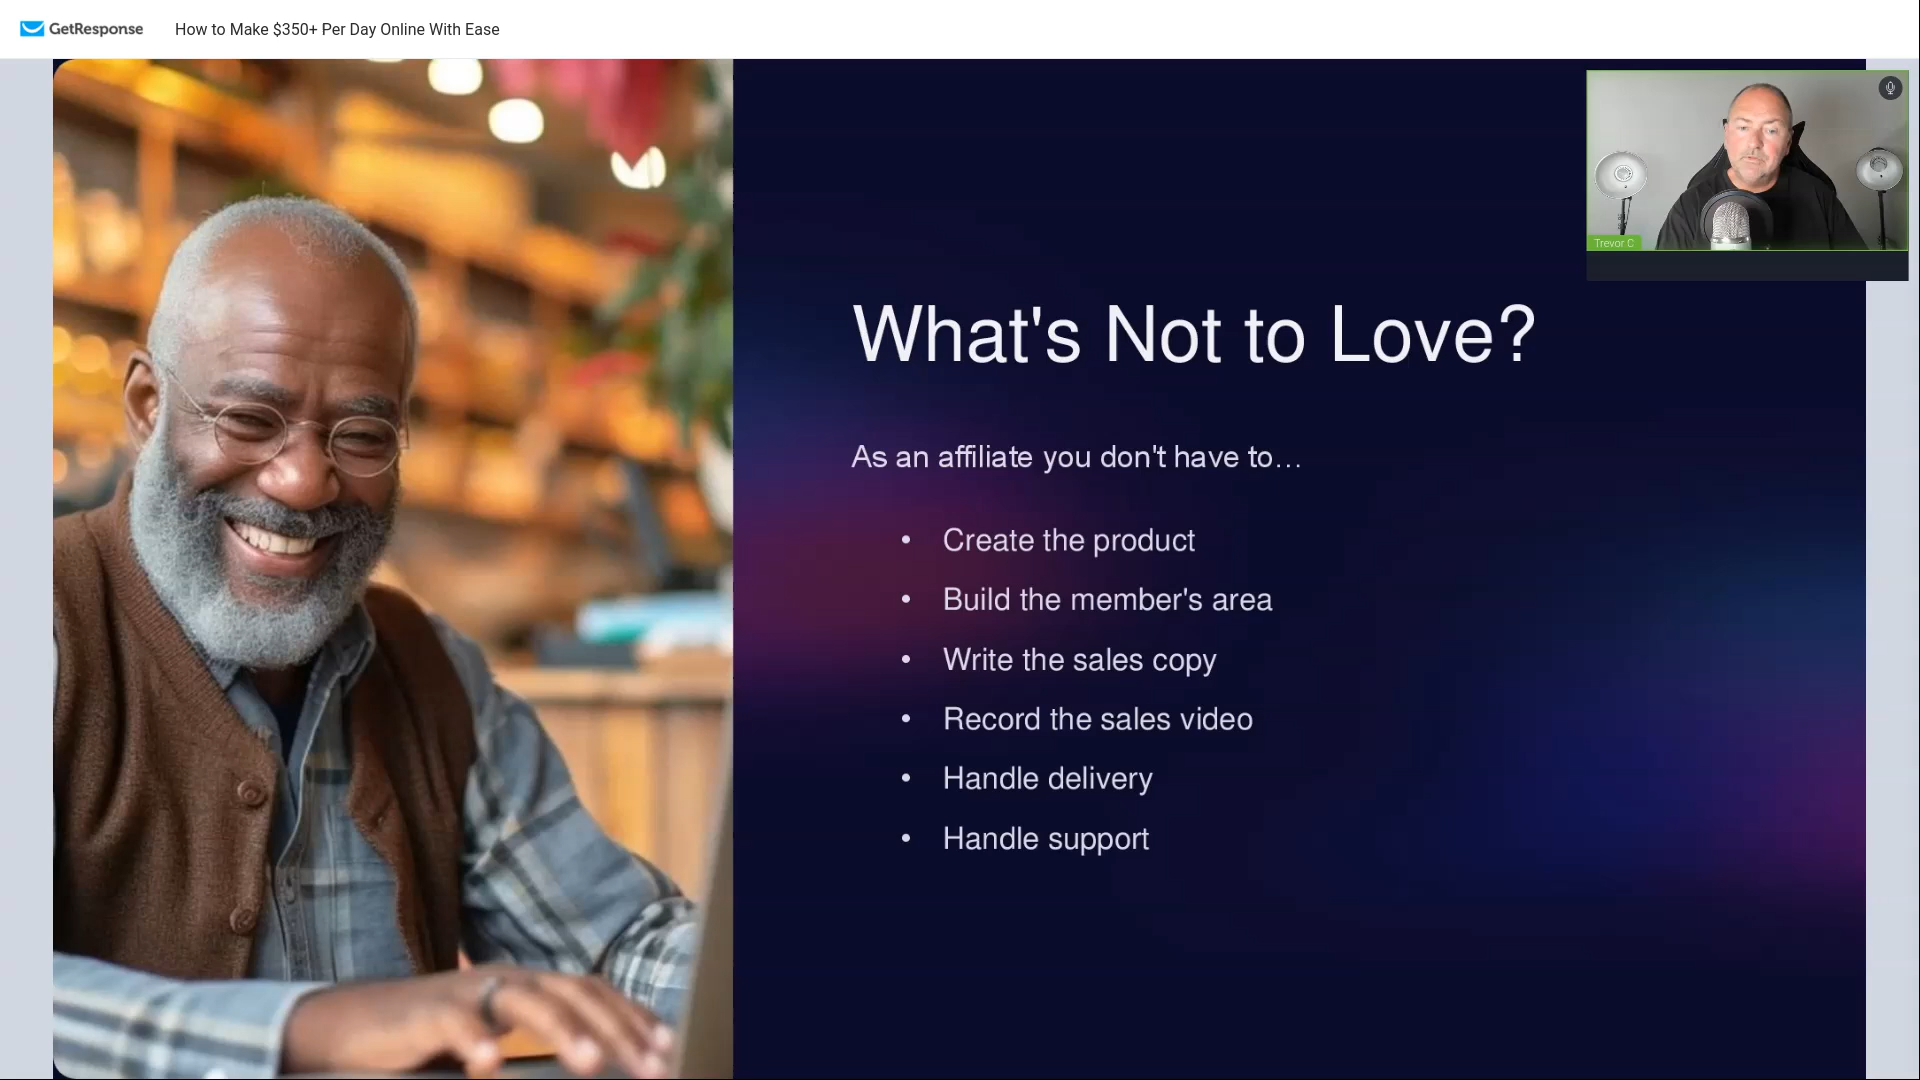 GetResponse
How to Make $350+ Per Day Online With Ease
Trevor C
What's Not to Love?
As an affiliate you don't have to…
• Create the product
• Build the member's area
• Write the sales copy
• Record the sales video
• Handle delivery
• Handle support